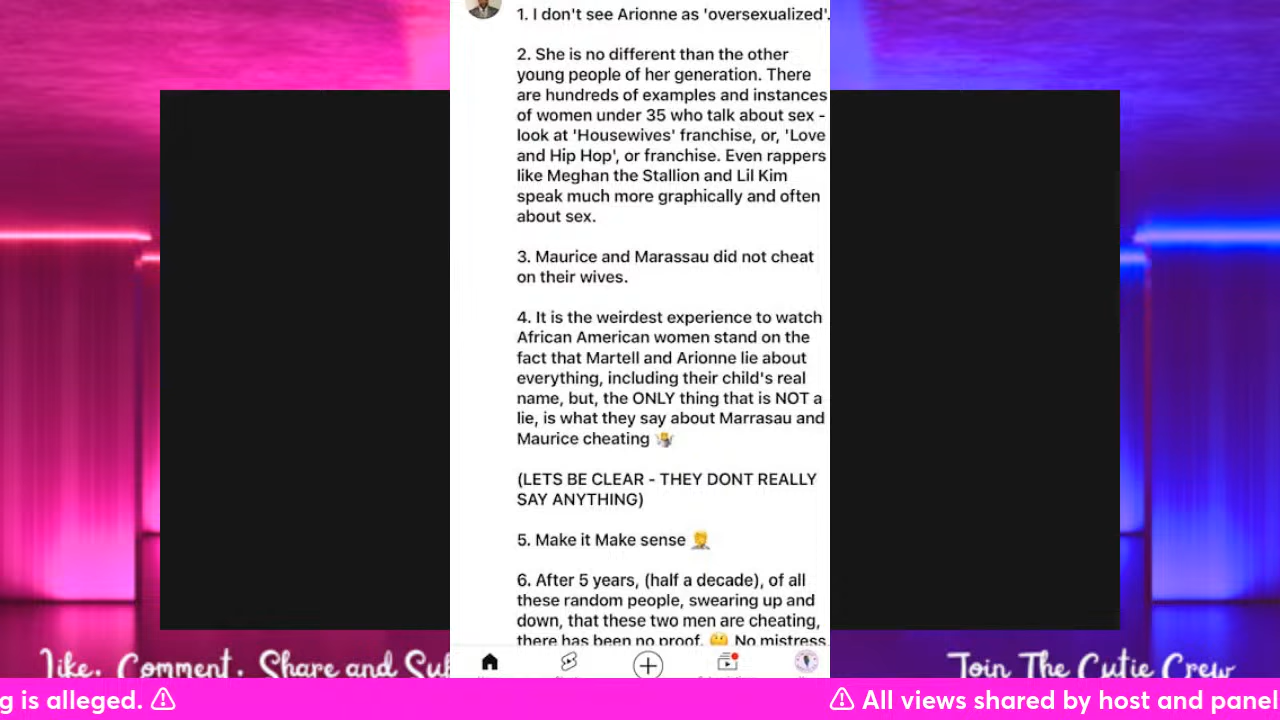 1. I don't see Arionne as 'oversexualized'.
2. She is no different than the other
young people of her generation. There
are hundreds of examples and instances
of women under 35 who talk about sex -
look at 'Housewives' franchise, or, 'Love
and Hip Hop', or franchise. Even rappers
like Meghan the Stallion and Lil Kim
speak much more graphically and often
about sex.
3. Maurice and Marassau did not cheat
on their wives.
4. It is the weirdest experience to watch
African American women stand on the
fact that Martell and Arionne lie about
everything, including their child's real
name, but, the ONLY thing that is NOT a
lie, is what they say about Marrasau and
Maurice cheating 🤷
(LETS BE CLEAR - THEY DONT REALLY
SAY ANYTHING)
5. Make it Make sense 🤦
6. After 5 years, (half a decade), of all
these random people, swearing up and
down, that these two men are cheating,
there has been no proof. 🤔 No mistress
Like. Comment. Share and Su
Join The Cutie Crew
g is alleged. ⚠
⚠ All views shared by host and panel